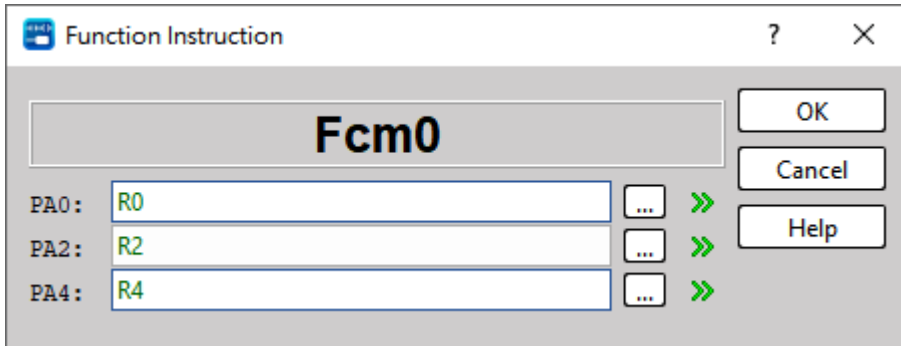 Function Instruction
?
Fcm0
OK
Cancel
Help
PA0: R0 ...
PA2: R2 ...
PA4: R4 ...